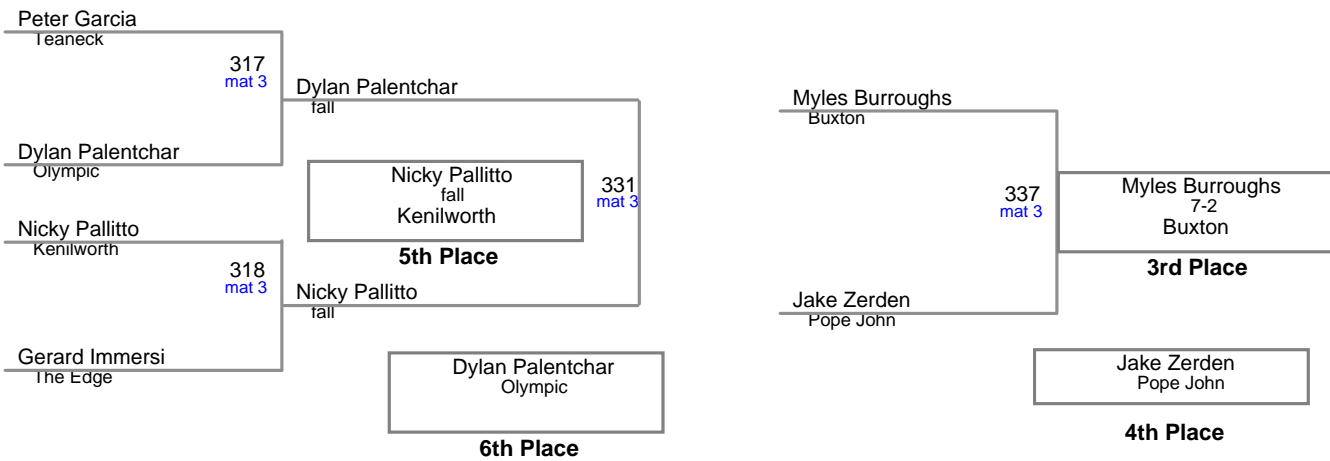 Peter Garcia
Teaneck
317
mat 3
Dylan Palentchar
fall
Dylan Palentchar
Olympic
Nicky Pallitto
fall
Kenilworth
5th Place
331
mat 3
Nicky Pallitto
Kenilworth
318
mat 3
Nicky Pallitto
fall
Gerard Immersi
The Edge
Dylan Palentchar
Olympic
6th Place
Myles Burroughs
Buxton
337
mat 3
Myles Burroughs
7-2
Buxton
3rd Place
Jake Zerden
Pope John
Jake Zerden
Pope John
4th Place